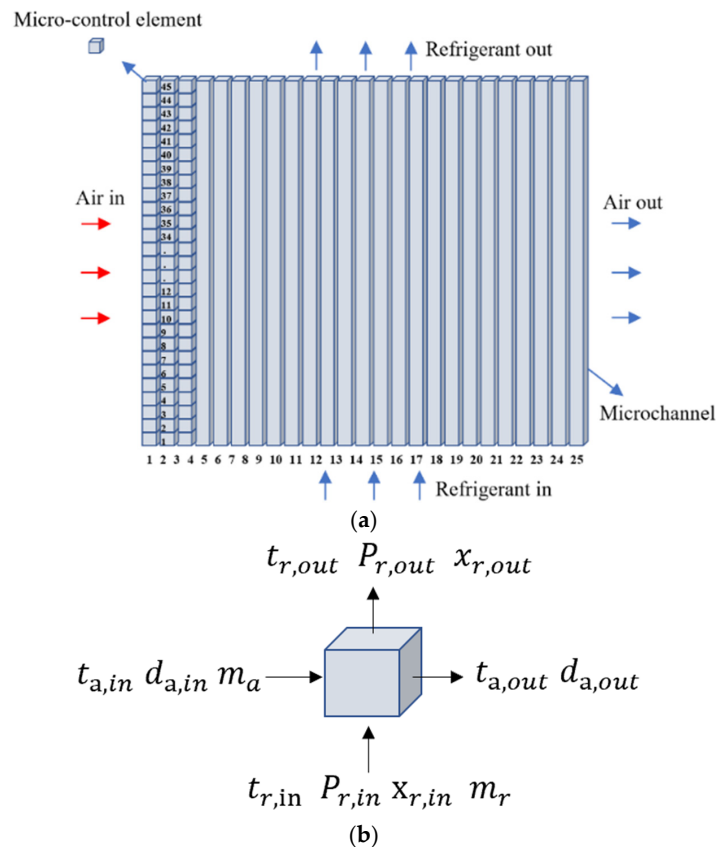 Micro-control element
Refrigerant out
Air in
Air out
45
44
43
42
41
40
39
38
37
36
35
34
.
.
.
12
11
10
9
8
7
6
5
4
3
2
1
Microchannel
1 2 3 4 5 6 7 8 9 10 11 12 13 14 15 16 17 18 19 20 21 22 23 24 25
Refrigerant in
(a)
t_{r,out} P_{r,out} x_{r,out}
t_{a,in} d_{a,in} m_a
t_{a,out} d_{a,out}
t_{r,in} P_{r,in} x_{r,in} m_r
(b)